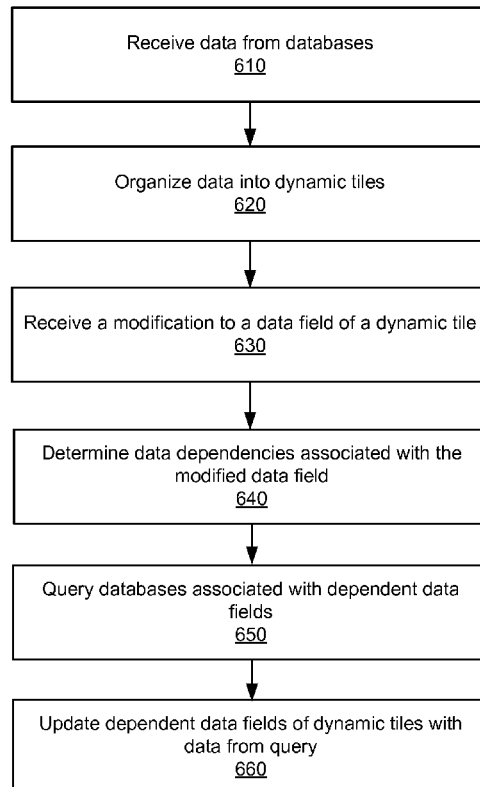 Receive data from databases
610
Organize data into dynamic tiles
620
Receive a modification to a data field of a dynamic tile
630
Determine data dependencies associated with the
modified data field
640
Query databases associated with dependent data
fields
650
Update dependent data fields of dynamic tiles with
data from query
660